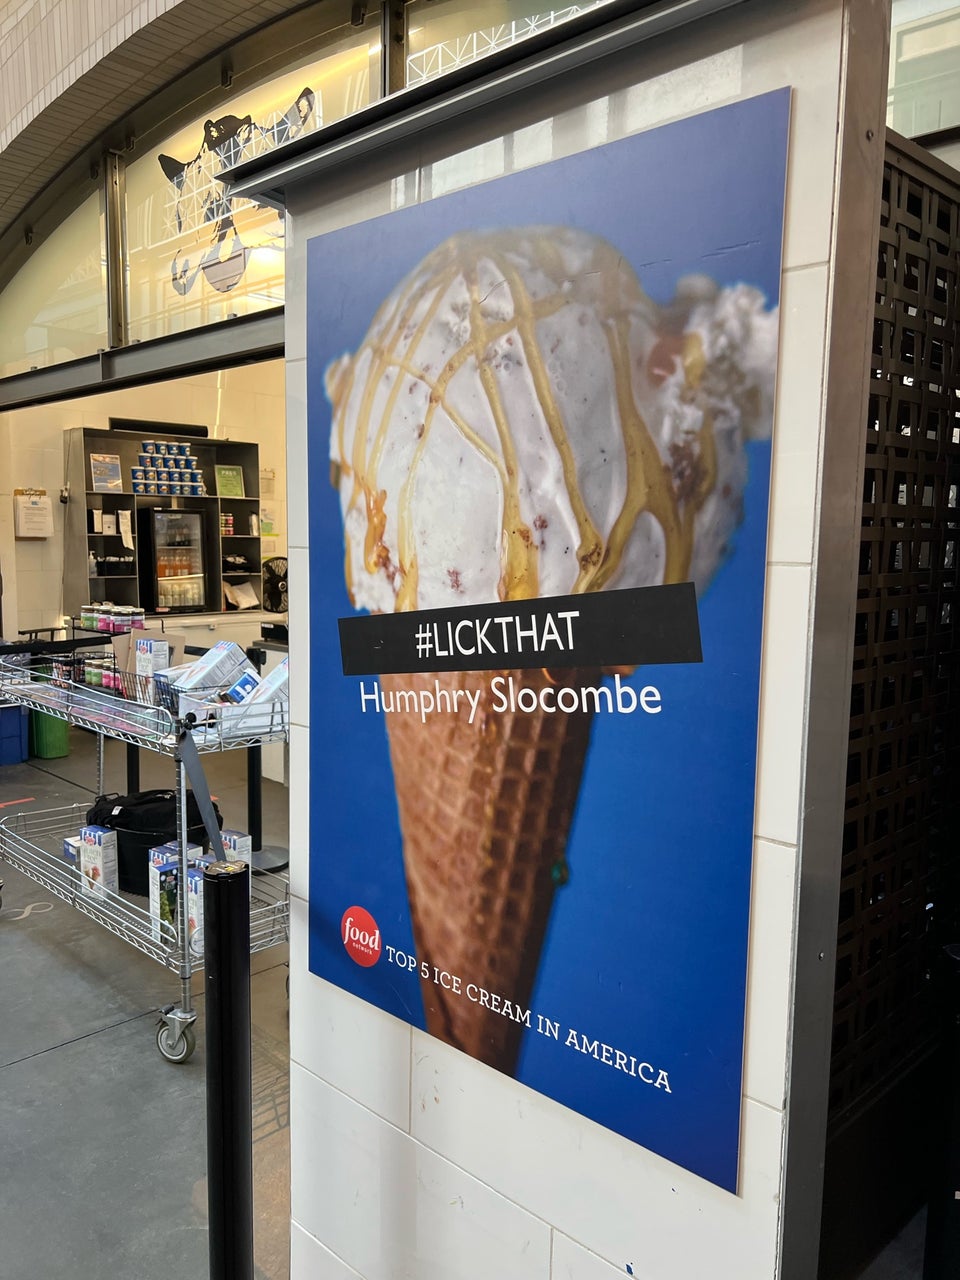 #LICKTHAT
Humphry Slocombe
food
network
TOP 5 ICE CREAM IN AMERICA